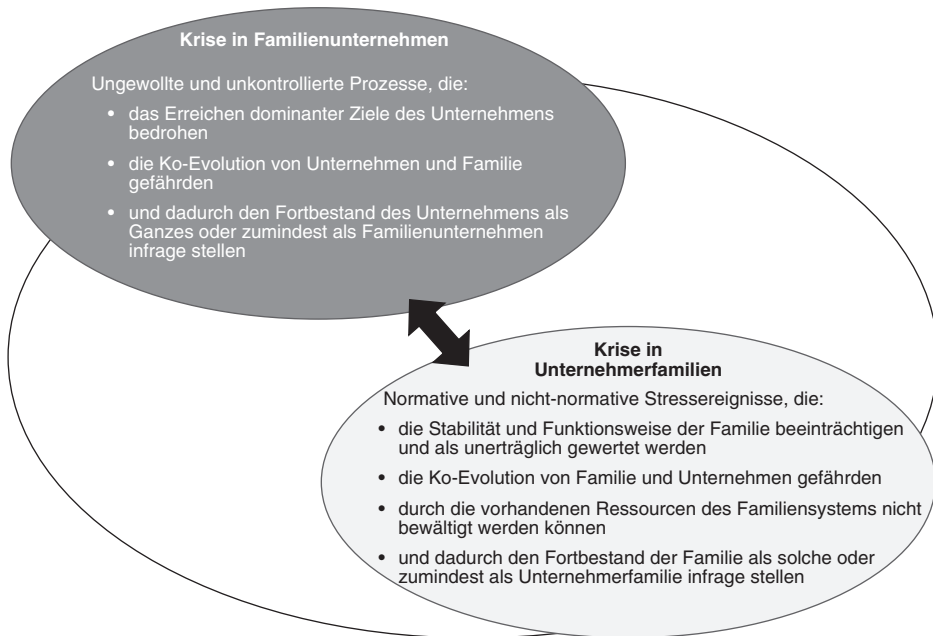 Krise in Familienunternehmen
Ungewollte und unkontrollierte Prozesse, die:
• das Erreichen dominanter Ziele des Unternehmens
bedrohen
• die Ko-Evolution von Unternehmen und Familie
gefährden
• und dadurch den Fortbestand des Unternehmens als
Ganzes oder zumindest als Familienunternehmen
infrage stellen
Krise in
Unternehmerfamilien
Normative und nicht-normative Stressereignisse, die:
• die Stabilität und Funktionsweise der Familie beeinträchtigen
und als unerträglich gewertet werden
• die Ko-Evolution von Familie und Unternehmen gefährden
• durch die vorhandenen Ressourcen des Familiensystems nicht
bewältigt werden können
• und dadurch den Fortbestand der Familie als solche oder
zumindest als Unternehmerfamilie infrage stellen